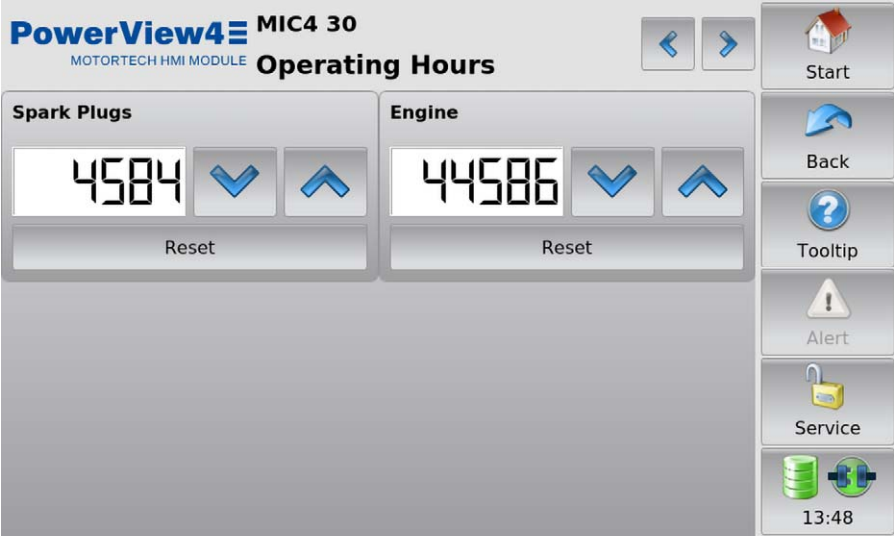 PowerView4
MOTORTECH HMI MODULE
MIC4 30
Operating Hours
Spark Plugs
4584
Reset
Engine
44586
Reset
Start
Back
Tooltip
Alert
Service
13:48